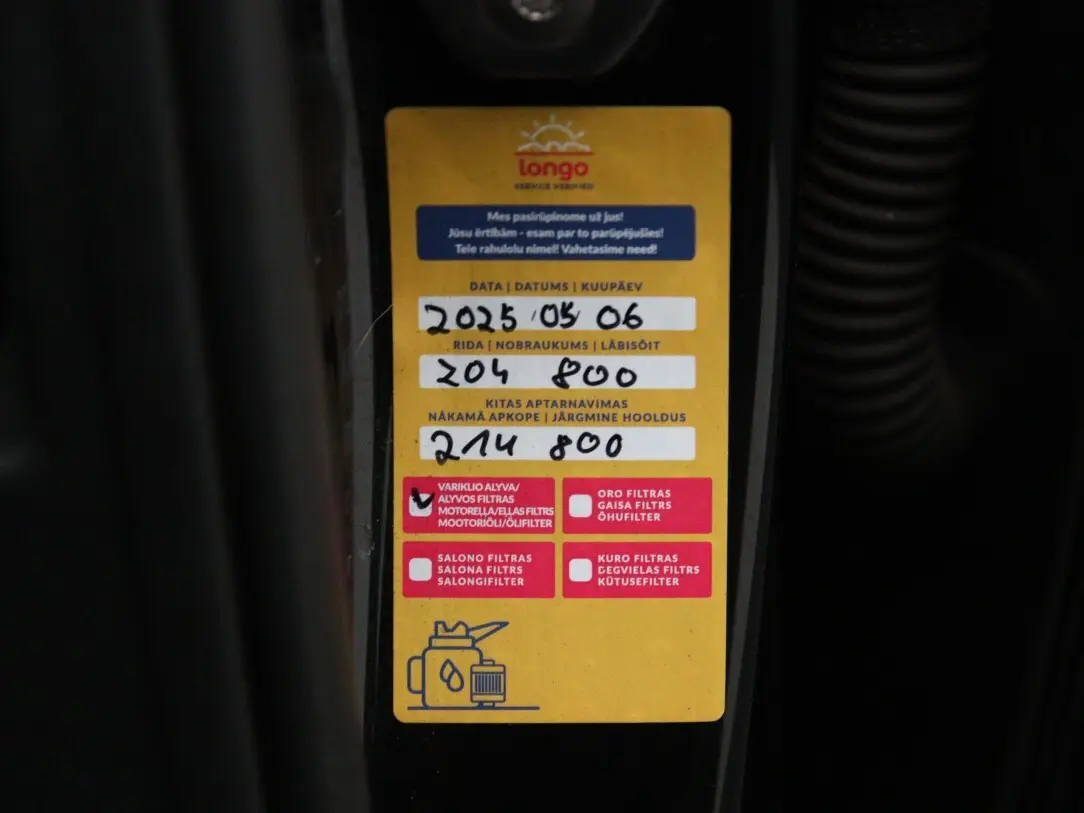 longo
SERVICE VERIFIED
Mes pasirūpinome už jus!
Jūsu ērtībām - esam par to parūpējušies!
Teie rahulolu nimel! Vahetasime need!
DATA | DATUMS | KUUPÄEV
2025 05 06
RIDA | NOBRAUKUMS | LÄBISÕIT
204 800
KITAS APTARNAVIMAS
NĀKAMĀ APKOPE | JÄRGMINE HOOLDUS
214 800
VARIKLIO ALYVA/
ALYVOS FILTRAS
MOTOREĻĻA/EĻĻAS FILTRS
MOOTORIÕLI/ÕLIFILTER
ORO FILTRAS
GAISA FILTRS
ÕHUFILTER
SALONO FILTRAS
SALONA FILTRS
SALONGIFILTER
KURO FILTRAS
DEGVIELAS FILTRS
KÜTUSEFILTER